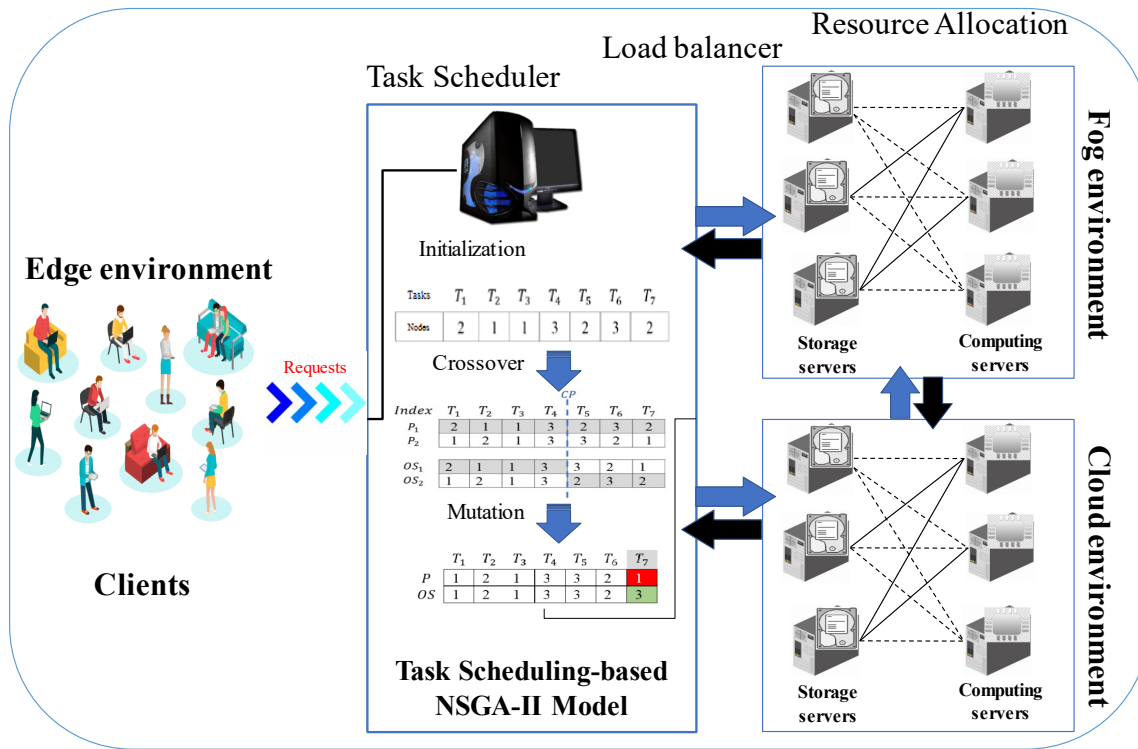 Resource Allocation
Load balancer
Task Scheduler
Initialization
Tasks T1 T2 T3 T4 T5 T6 T7
Nodes 2 1 1 3 2 3 2
Crossover
CP
Index T1 T2 T3 T4 T5 T6 T7
P1 2 1 1 3 2 3 2
P2 1 2 1 3 3 2 1
OS1 2 1 1 3 3 2 1
OS2 1 2 1 3 2 3 2
Mutation
T1 T2 T3 T4 T5 T6 T7
P 1 2 1 3 3 2 1
OS 1 2 1 3 3 2 3
Task Scheduling-based
NSGA-II Model
Edge environment
Requests
Clients
Storage
servers
Computing
servers
Fog environment
Storage
servers
Computing
servers
Cloud environment